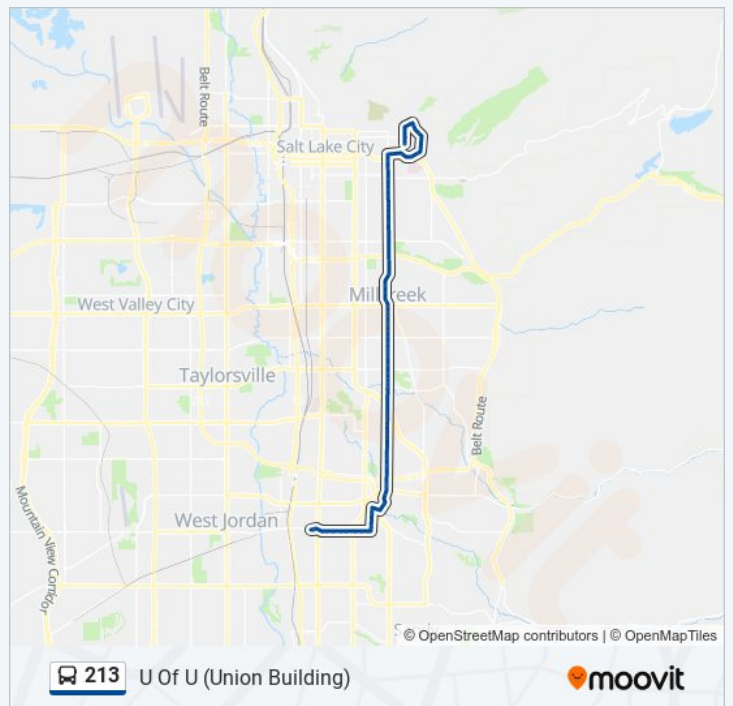 Belt Route
Salt Lake City
West Valley City
Millcreek
Taylorsville
Belt Route
West Jordan
Mountain View Corridor
© OpenStreetMap contributors | © OpenMapTiles
213 U Of U (Union Building)
moovit